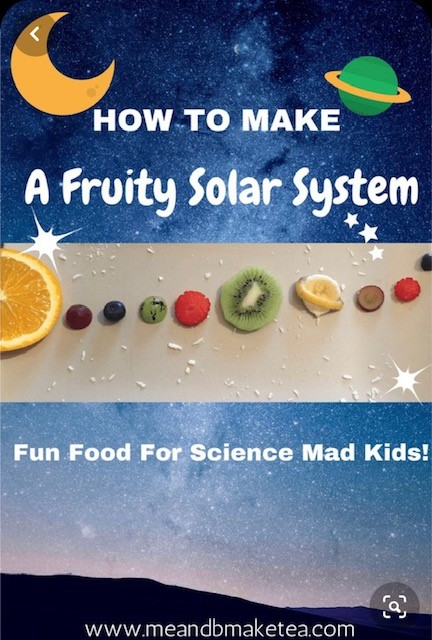 HOW TO MAKE
A Fruity Solar System
Fun Food For Science Mad Kids!
www.meandbmaketea.com